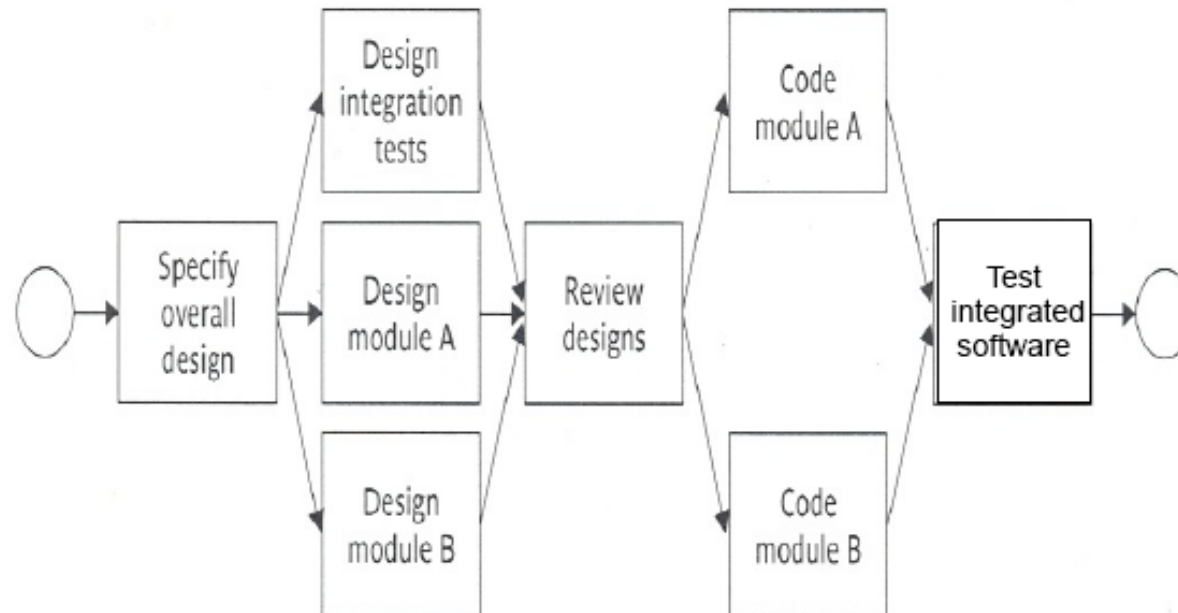 Specify
overall
design
Design
integration
tests
Design
module A
Design
module B
Review
designs
Code
module A
Code
module B
Test
integrated
software